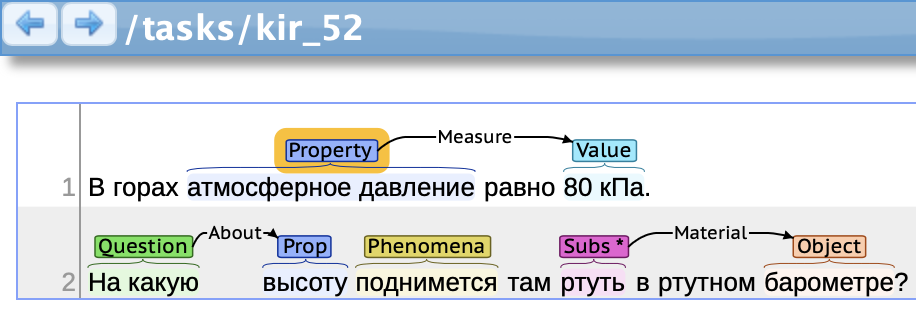 /tasks/kir_52
Property Measure Value
1 В горах атмосферное давление равно 80 кПа.
Question About Prop Phenomena Subs * Material Object
2 На какую высоту поднимется там ртуть в ртутном барометре?